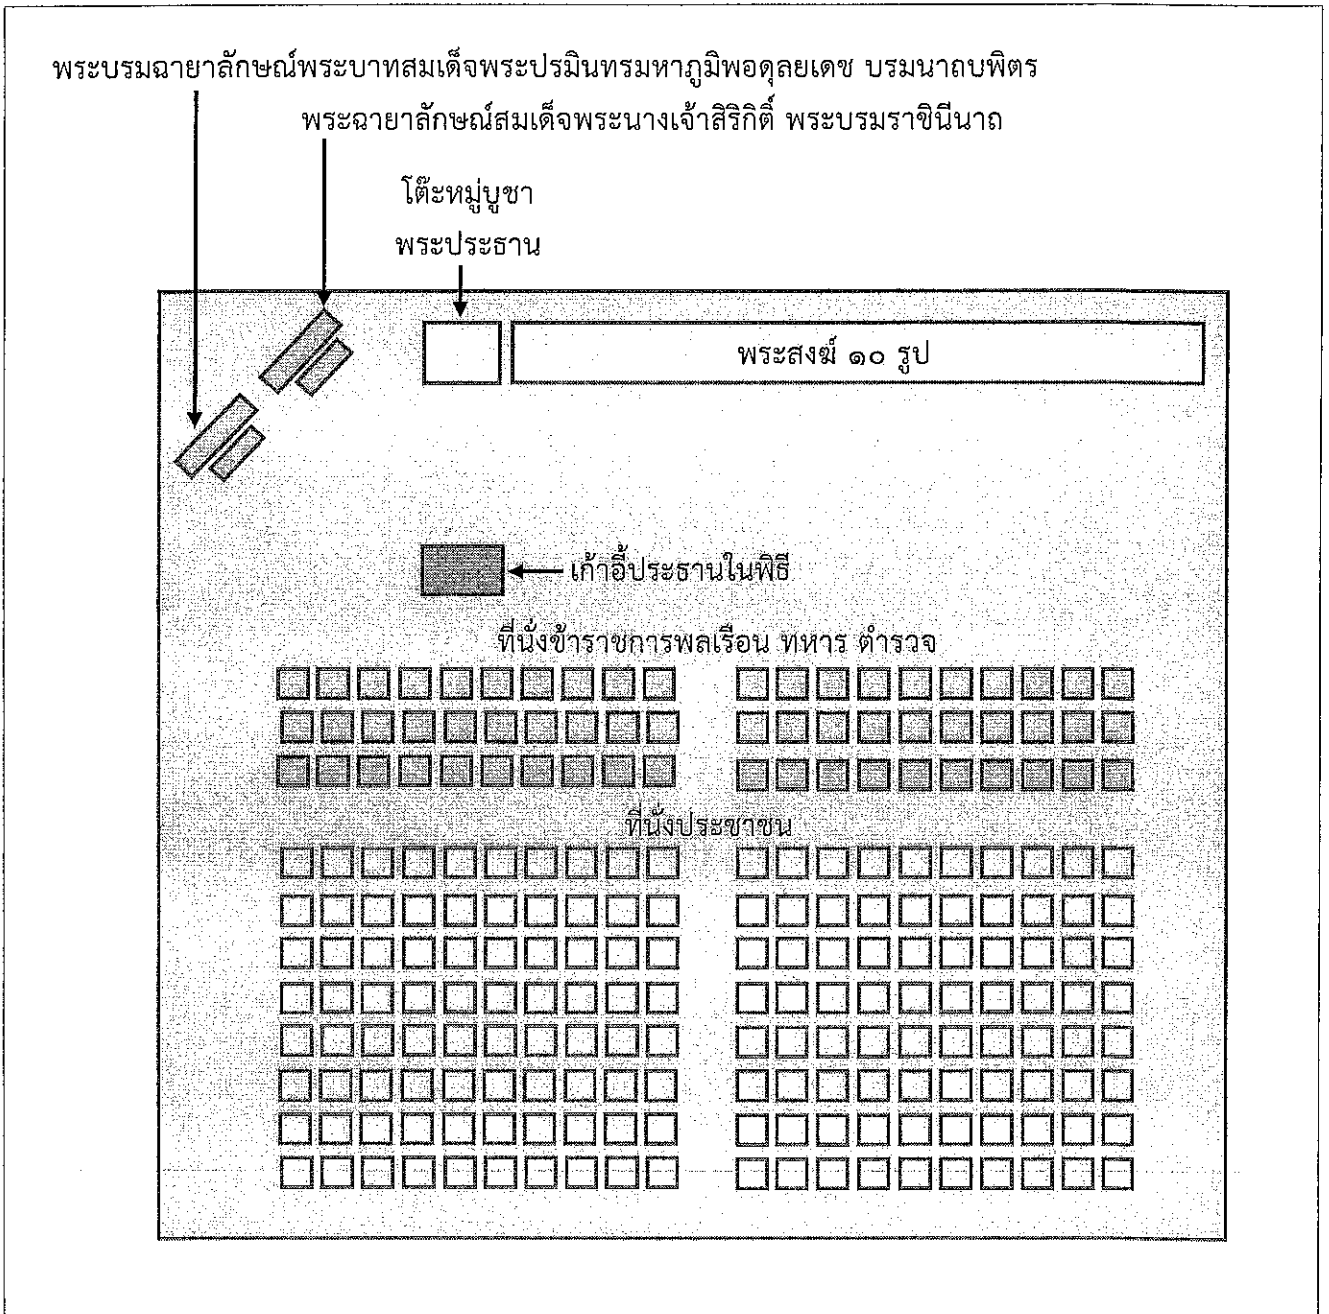 พระบรมฉายาลักษณ์พระบาทสมเด็จพระปรมินทรมหาภูมิพอดุลยเดช บรมนาถบพิตร
พระฉายาลักษณ์สมเด็จพระนางเจ้าสิริกิติ์ พระบรมราชินีนาถ
โต๊ะหมู่บูชา
พระประธาน
พระสงฆ์ ๑๐ รูป
เก้าอี้ประธานในพิธี
ที่นั่งข้าราชการพลเรือน ทหาร ตำรวจ
ที่นั่งประชาชน